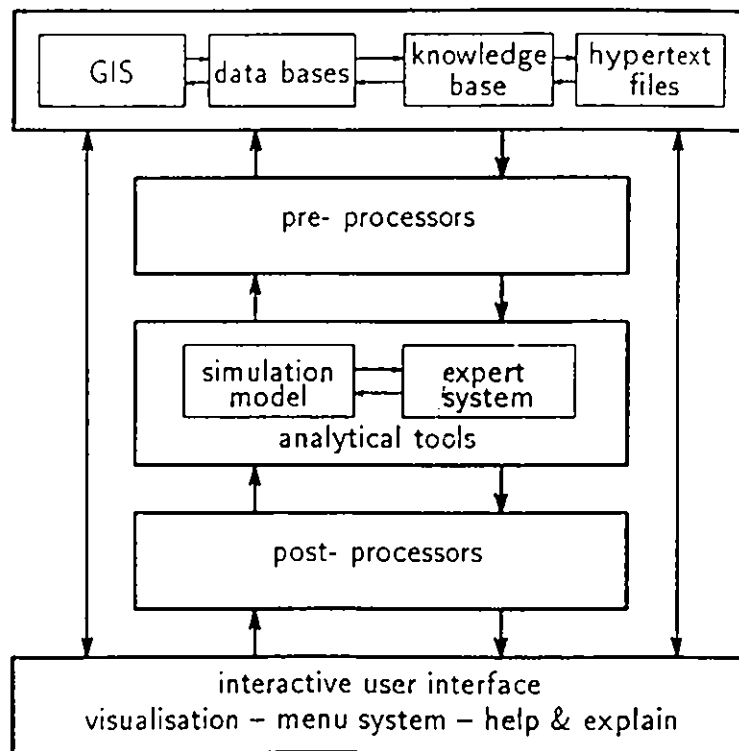 GIS
data bases
knowledge
base
hypertext
files
pre- processors
simulation
model
expert
system
analytical tools
post- processors
interactive user interface
visualisation – menu system – help & explain